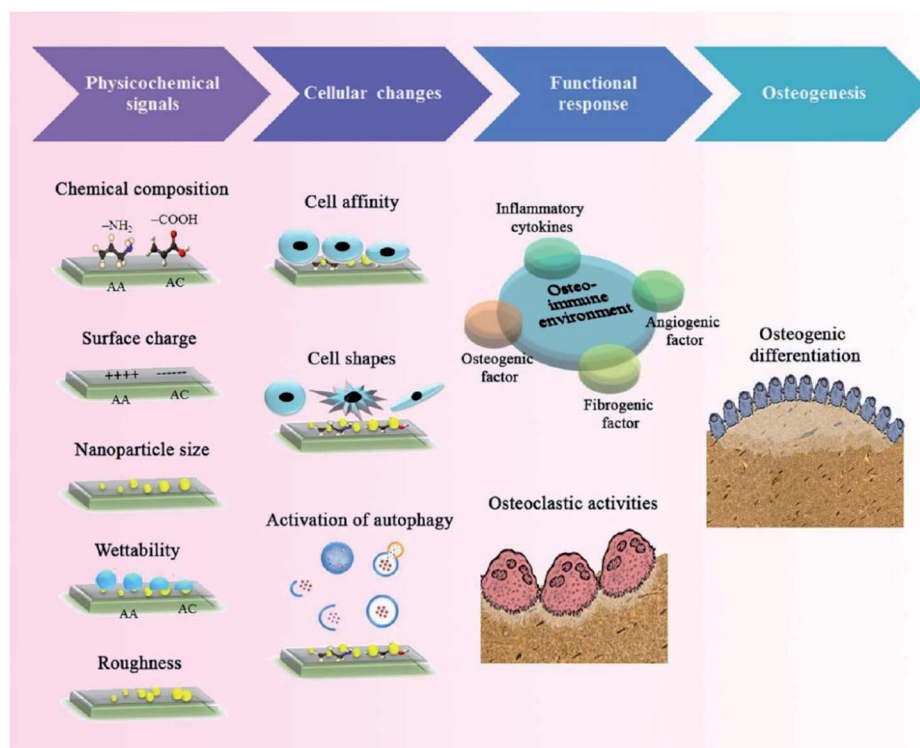 Physicochemical
signals
Cellular changes
Functional
response
Osteogenesis
Chemical composition
–NH₂
–COOH
AA
AC
Surface charge
++++
------
AA
AC
Nanoparticle size
Wettability
AA
AC
Roughness
Cell affinity
Cell shapes
Activation of autophagy
Inflammatory
cytokines
Osteo-
immune
environment
Angiogenic
factor
Osteogenic
factor
Fibrogenic
factor
Osteoclastic activities
Osteogenic
differentiation